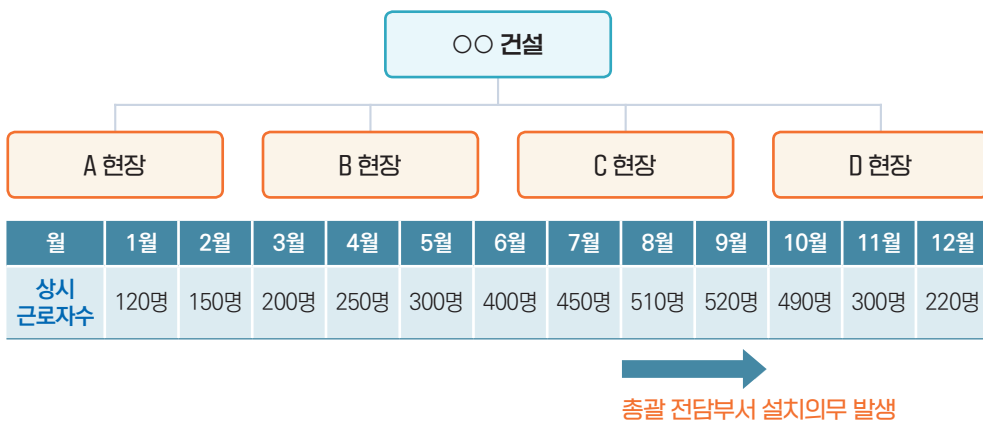 ○○ 건설
A 현장 B 현장 C 현장 D 현장
월 1월 2월 3월 4월 5월 6월 7월 8월 9월 10월 11월 12월
상시
근로자수 120명 150명 200명 250명 300명 400명 450명 510명 520명 490명 300명 220명
총괄 전담부서 설치의무 발생